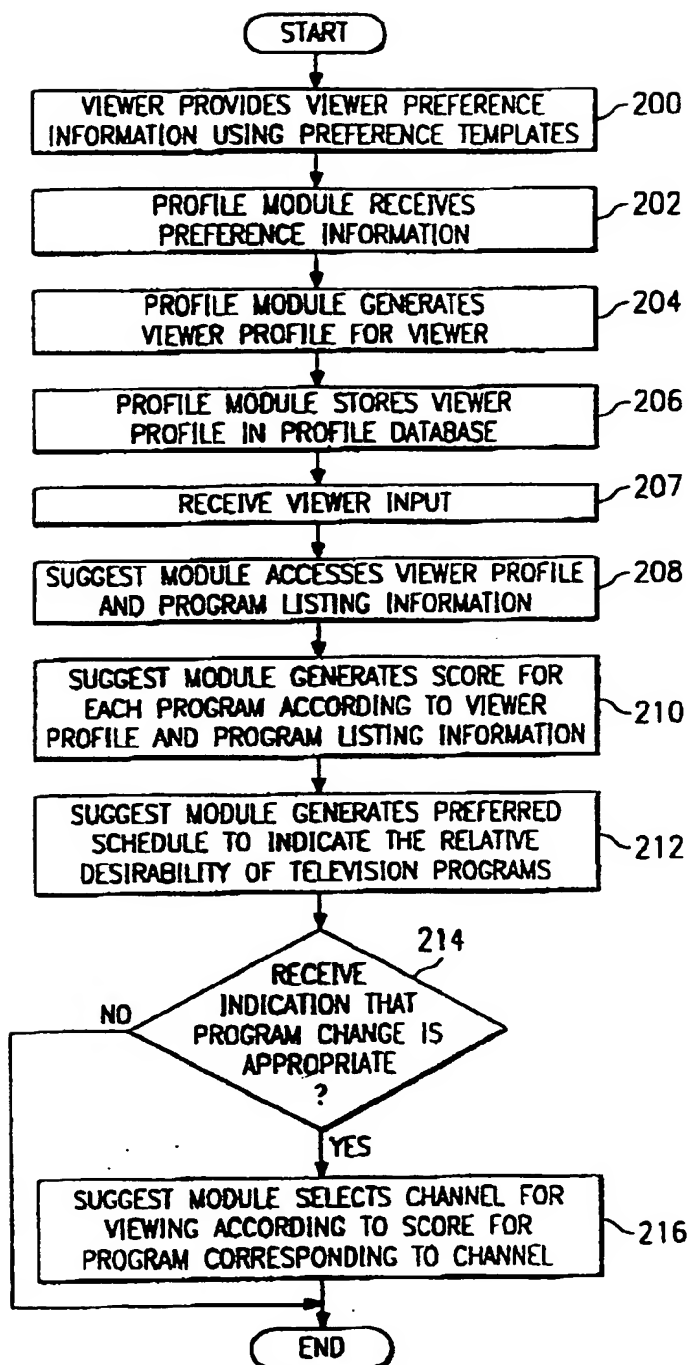 START
VIEWER PROVIDES VIEWER PREFERENCE
INFORMATION USING PREFERENCE TEMPLATES
200
PROFILE MODULE RECEIVES
PREFERENCE INFORMATION
202
PROFILE MODULE GENERATES
VIEWER PROFILE FOR VIEWER
204
PROFILE MODULE STORES VIEWER
PROFILE IN PROFILE DATABASE
206
RECEIVE VIEWER INPUT
207
SUGGEST MODULE ACCESSES VIEWER PROFILE
AND PROGRAM LISTING INFORMATION
208
SUGGEST MODULE GENERATES SCORE FOR
EACH PROGRAM ACCORDING TO VIEWER
PROFILE AND PROGRAM LISTING INFORMATION
210
SUGGEST MODULE GENERATES PREFERRED
SCHEDULE TO INDICATE THE RELATIVE
DESIRABILITY OF TELEVISION PROGRAMS
212
214
RECEIVE
INDICATION THAT
PROGRAM CHANGE IS
APPROPRIATE
?
NO
YES
SUGGEST MODULE SELECTS CHANNEL FOR
VIEWING ACCORDING TO SCORE FOR
PROGRAM CORRESPONDING TO CHANNEL
216
END